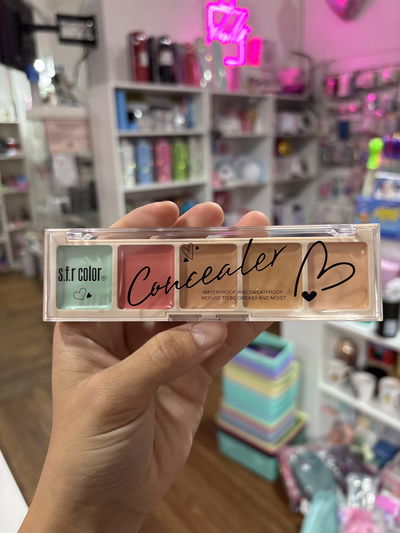 s.f.r color®
Concealer
WATERPROOF AND SWEATPROOF
REFUSE TO BE GREASY AND MOIST